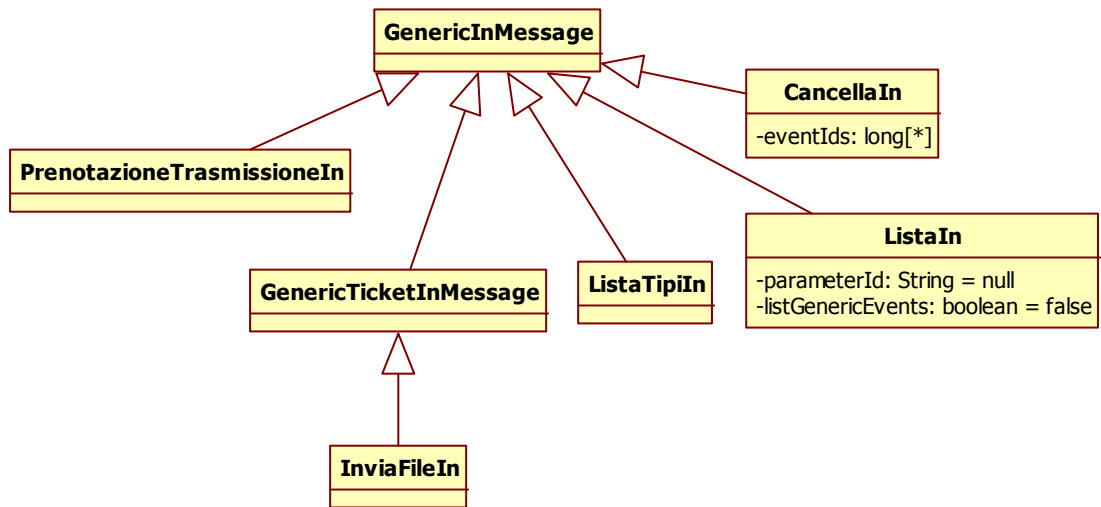 GenericInMessage
CancellaIn
-eventIds: long[*]
PrenotazioneTrasmissioneIn
ListaIn
-parameterId: String = null
-listGenericEvents: boolean = false
GenericTicketInMessage
ListaTipiIn
InviaFileIn